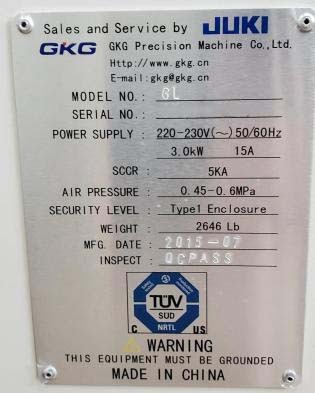 Sales and Service by JUKI
GKG GKG Precision Machine Co., Ltd.
Http://www.gkg.cn
E-mail:gkg@gkg.cn
MODEL NO.: GL
SERIAL NO.:
POWER SUPPLY : 220-230V(~)50/60Hz
3.0kW 15A
SCCR : 5KA
AIR PRESSURE : 0.45-0.6MPa
SECURITY LEVEL : Type1 Enclosure
WEIGHT : 2646 Lb
MFG. DATE : 2015-07
INSPECT : QCPASS
TÜV
SUD
NRTL
C US
WARNING
THIS EQUIPMENT MUST BE GROUNDED
MADE IN CHINA